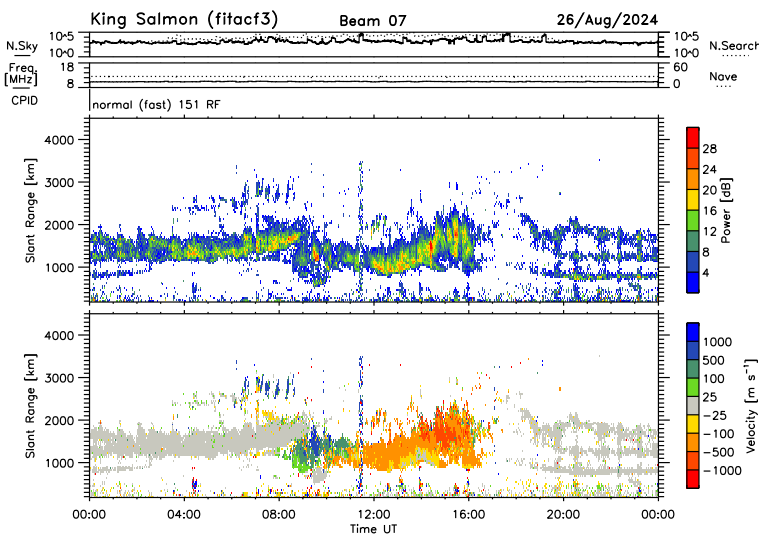 King Salmon (fitacf3) Beam 07 26/Aug/2024
N.Sky 10^5 10^0 10^5 10^0 N.Search
Freq. [MHz] 18 8 60 0 Nave
CPID normal (fast) 151 RF
Slant Range [km] 4000 3000 2000 1000
Power [dB] 28 24 20 16 12 8 4
Slant Range [km] 4000 3000 2000 1000
Velocity [m s⁻¹] 1000 500 100 25 −25 −100 −500 −1000
00:00 04:00 08:00 12:00 16:00 20:00 00:00
Time UT